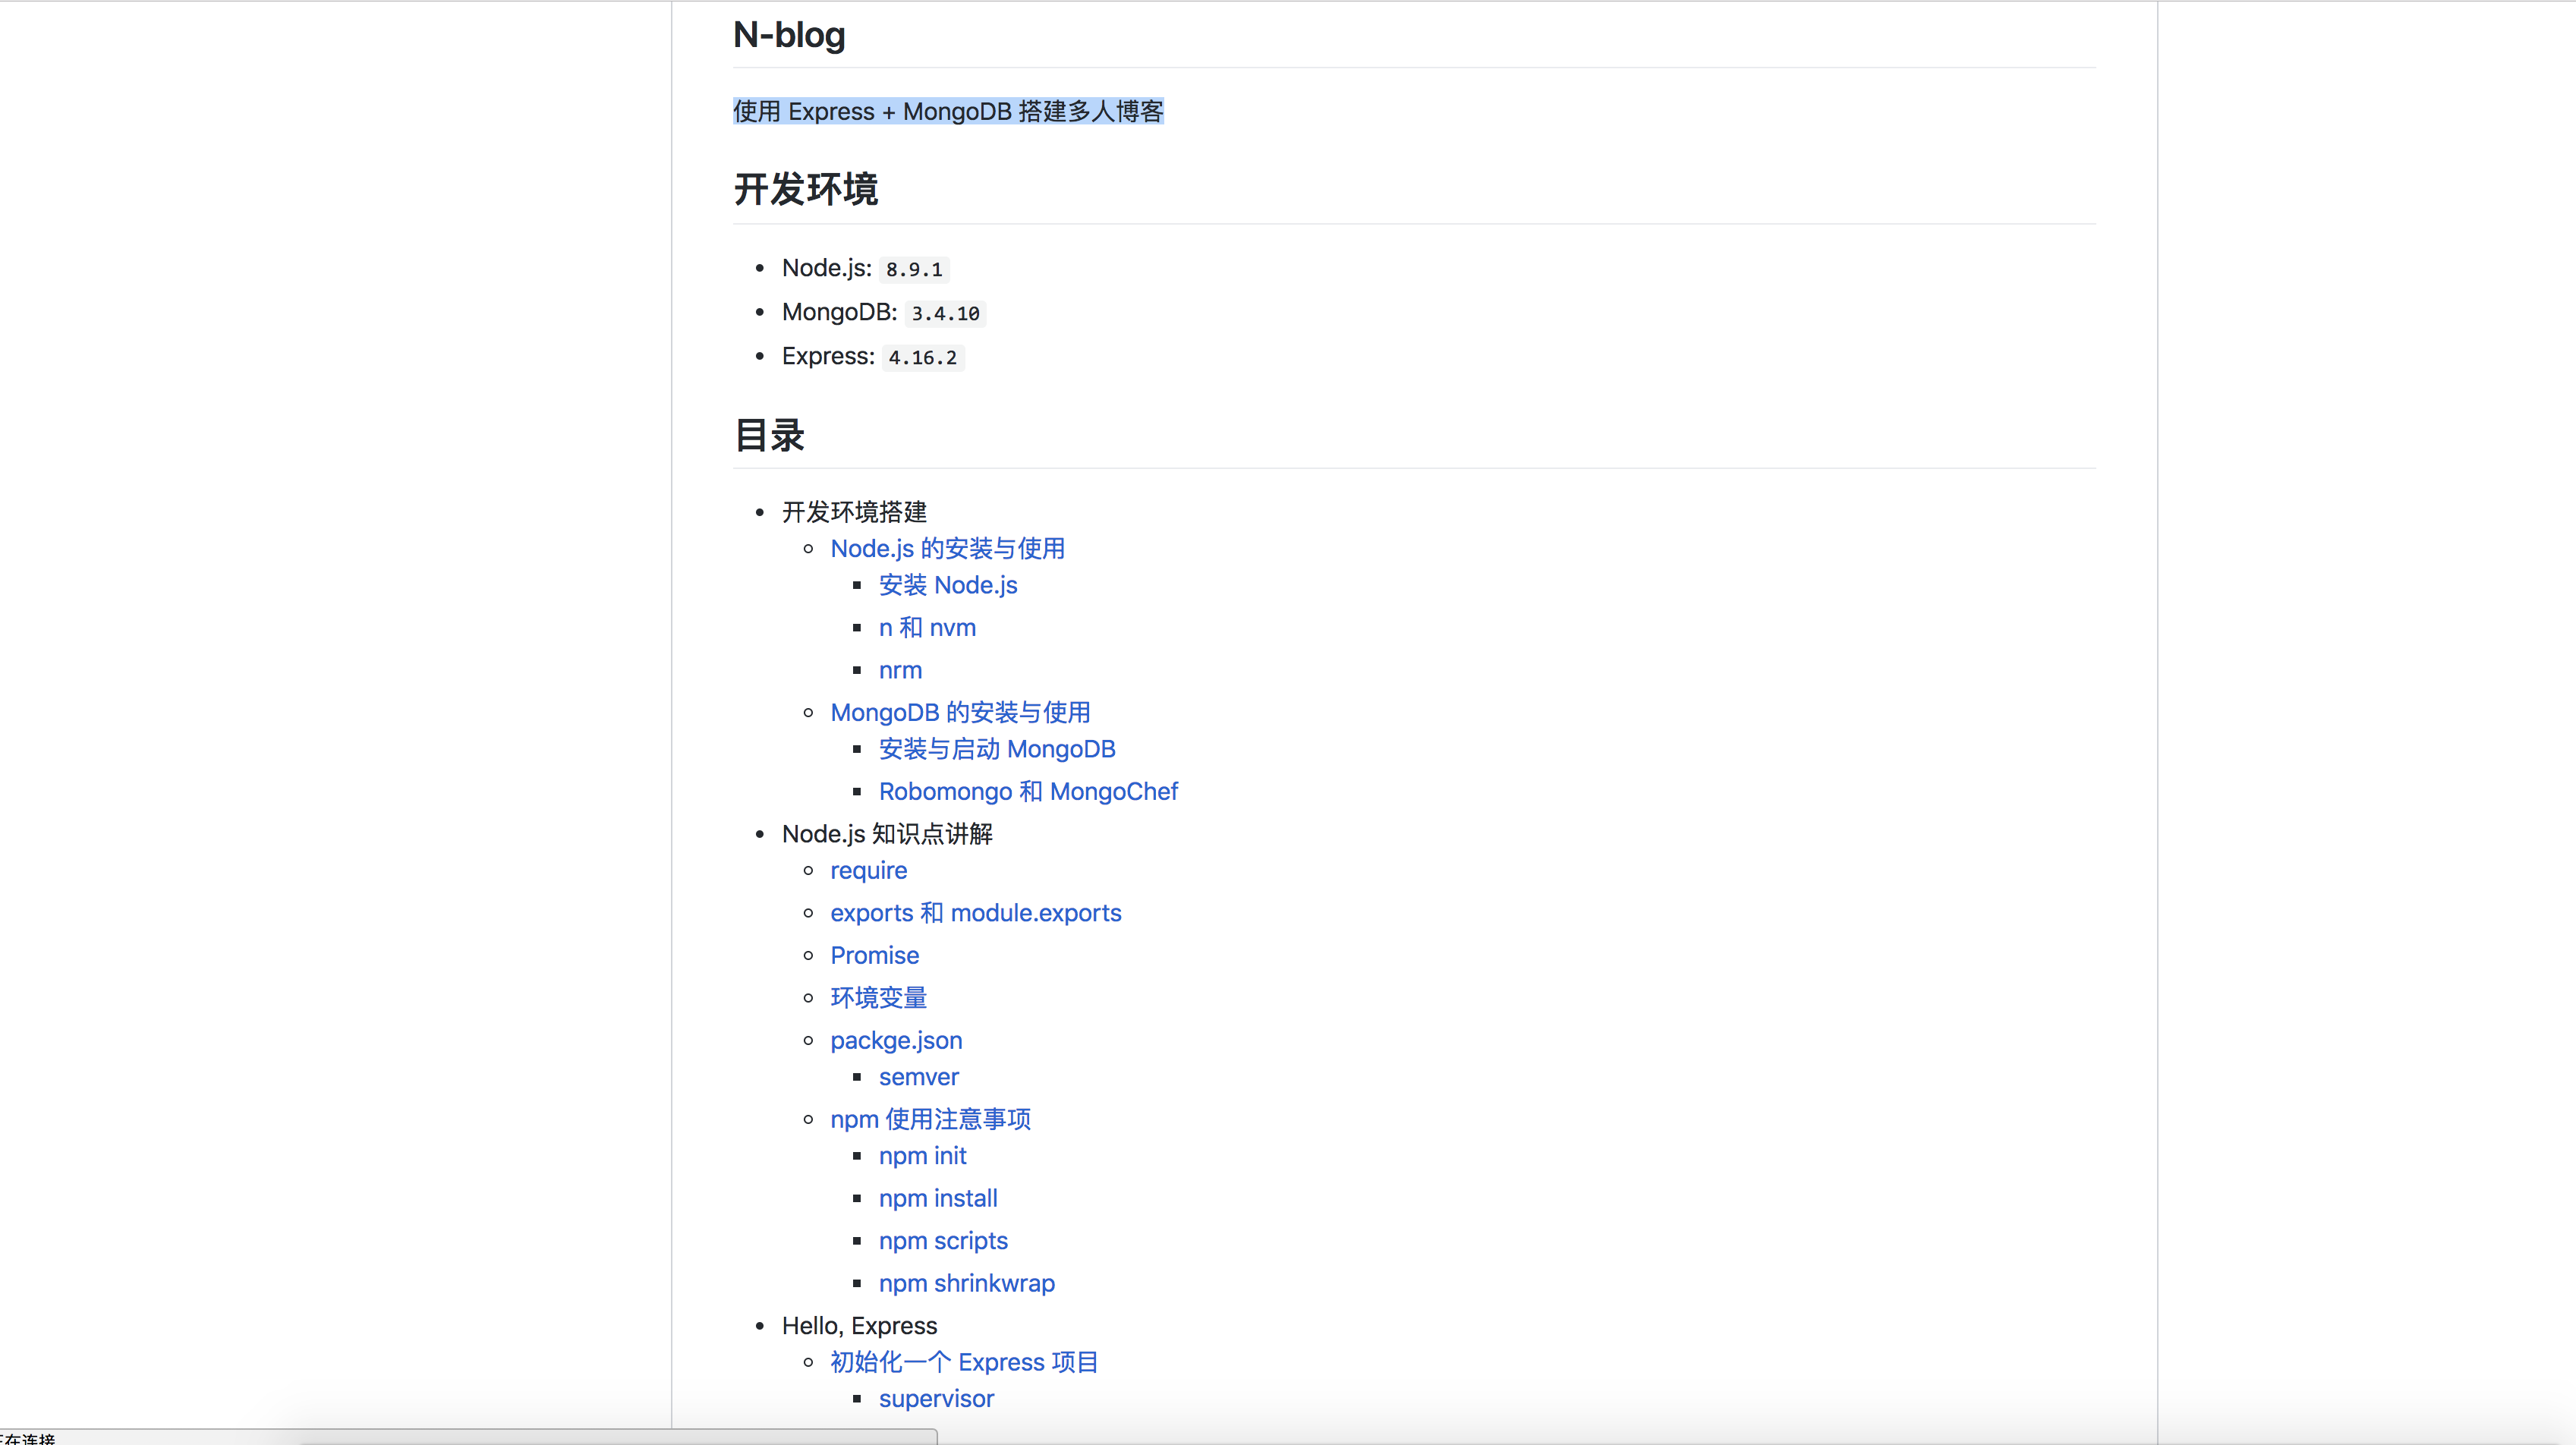 N-blog
使用 Express + MongoDB 搭建多人博客
开发环境
Node.js: 8.9.1
MongoDB: 3.4.10
Express: 4.16.2
目录
开发环境搭建
Node.js 的安装与使用
安装 Node.js
n 和 nvm
nrm
MongoDB 的安装与使用
安装与启动 MongoDB
Robomongo 和 MongoChef
Node.js 知识点讲解
require
exports 和 module.exports
Promise
环境变量
packge.json
semver
npm 使用注意事项
npm init
npm install
npm scripts
npm shrinkwrap
Hello, Express
初始化一个 Express 项目
supervisor
正在连接